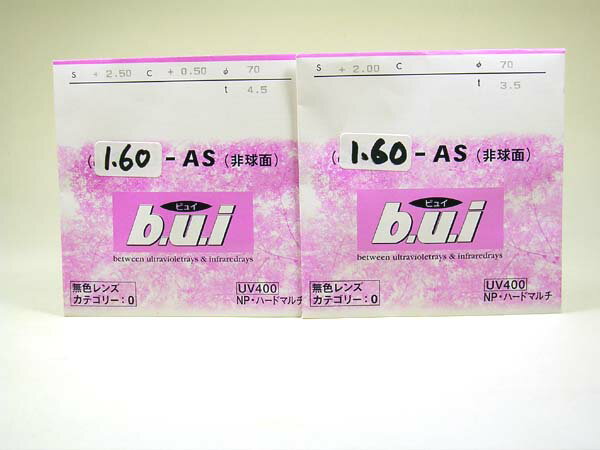 S + 2.50 C + 0.50 φ 70
t 4.5
( 1.60 - AS (非球面)
ビュイ
b.u.i
between ultravioletrays & infraredrays
無色レンズ
カテゴリー:0
UV400
NP・ハードマルチ
S + 2.00 C φ 70
t 3.5
( 1.60 - AS (非球面)
ビュイ
b.u.i
between ultravioletrays & infraredrays
無色レンズ
カテゴリー:0
UV400
NP・ハードマルチ